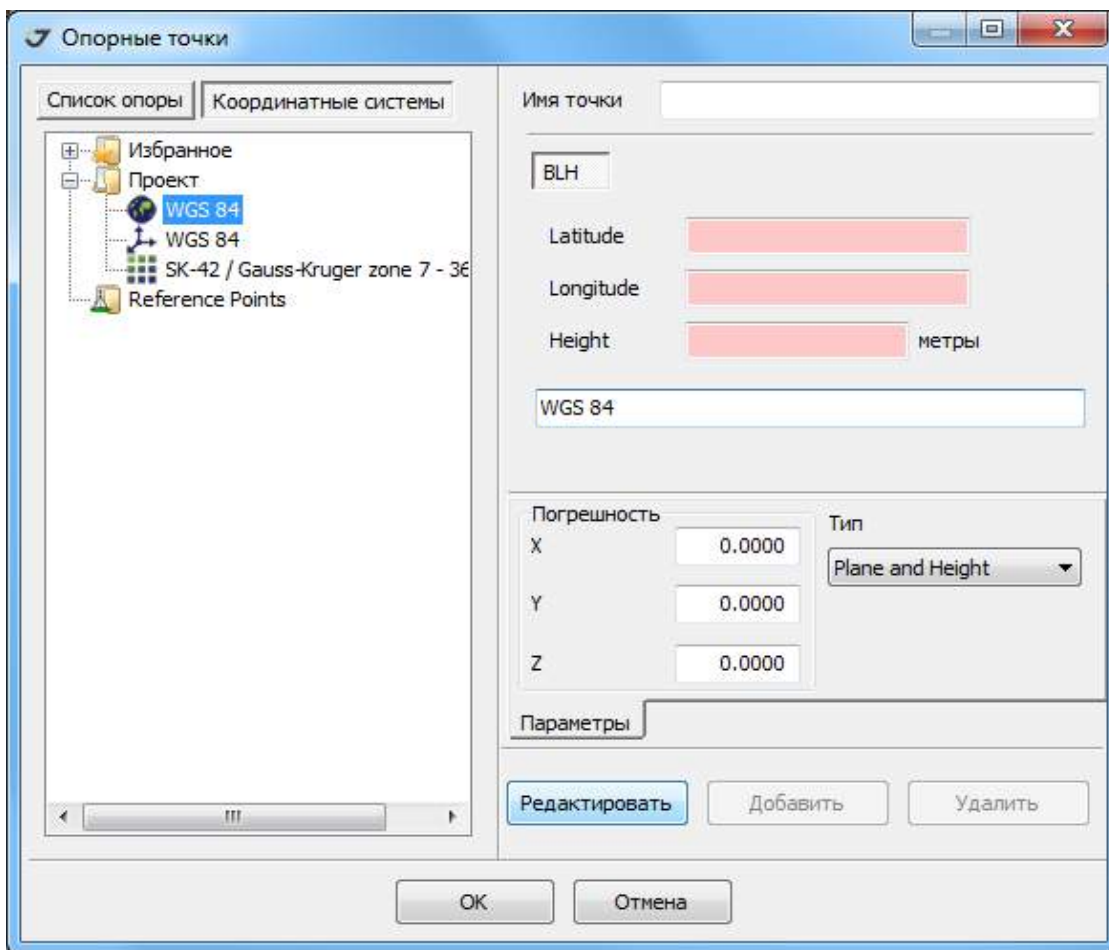 Опорные точки
Список опоры
Координатные системы
Избранное
Проект
WGS 84
WGS 84
SK-42 / Gauss-Kruger zone 7 - 36
Reference Points
Имя точки
BLH
Latitude
Longitude
Height
метры
WGS 84
Погрешность
X
0.0000
Y
0.0000
Z
0.0000
Тип
Plane and Height
Параметры
Редактировать
Добавить
Удалить
OK
Отмена